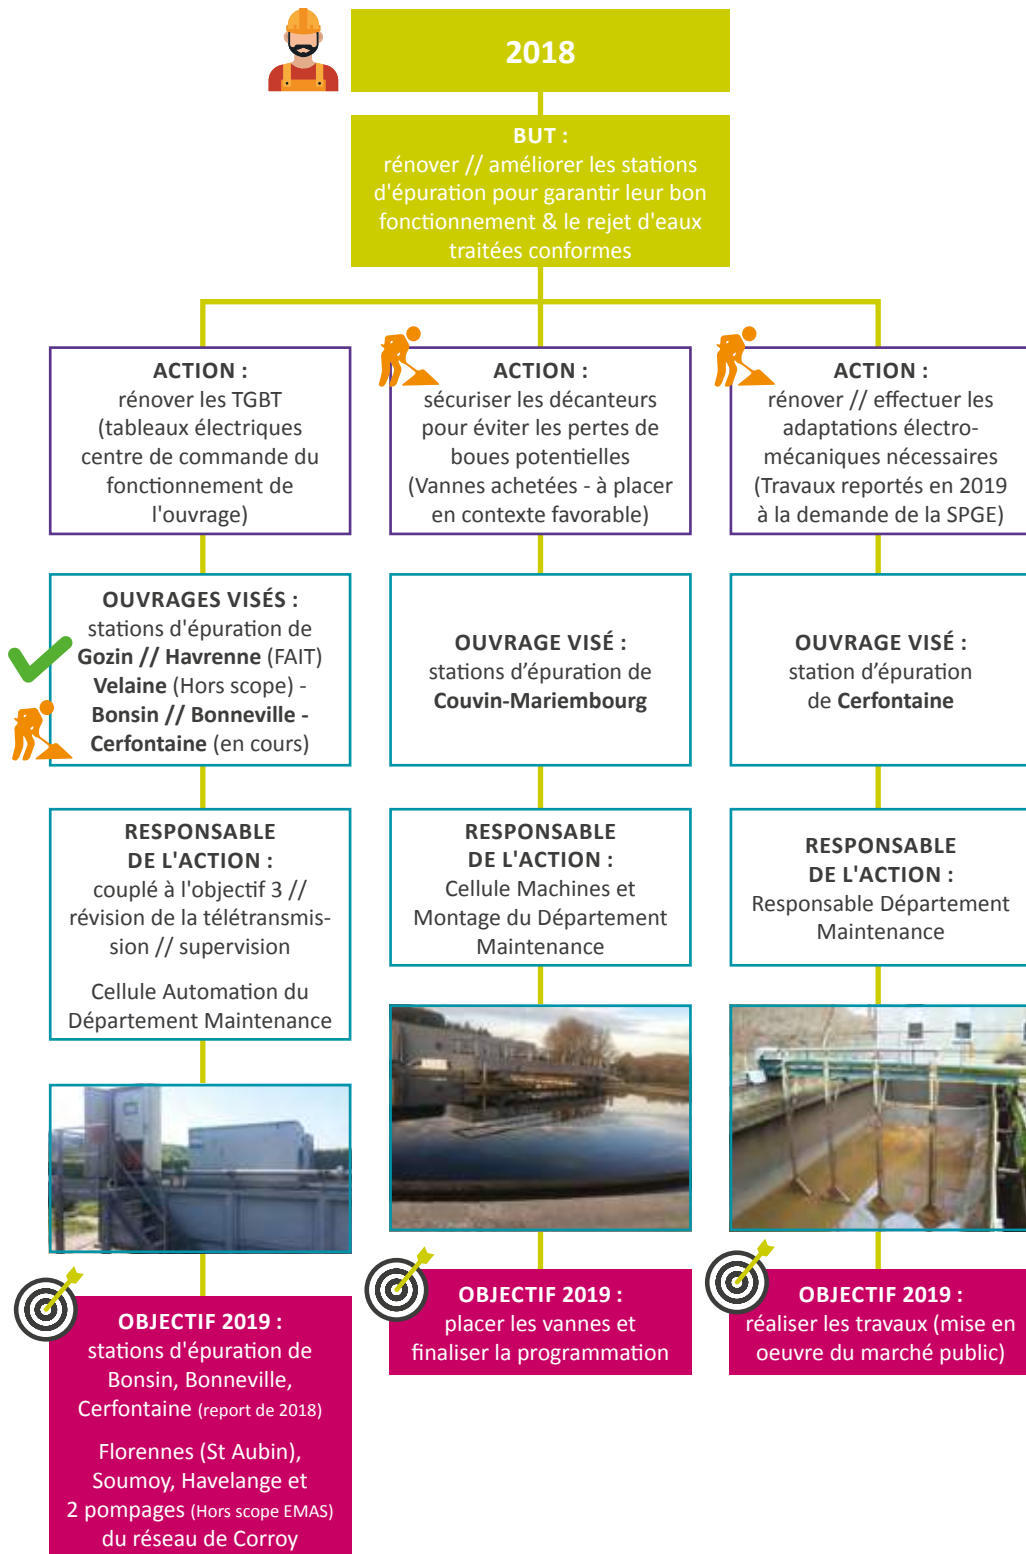 2018
BUT :
rénover // améliorer les stations
d'épuration pour garantir leur bon
fonctionnement & le rejet d'eaux
traitées conformes
ACTION :
rénover les TGBT
(tableaux électriques
centre de commande du
fonctionnement de
l'ouvrage)
OUVRAGES VISÉS :
stations d'épuration de
Gozin // Havrenne (FAIT)
Velaine (Hors scope) -
Bonsin // Bonneville -
Cerfontaine (en cours)
RESPONSABLE
DE L'ACTION :
couplé à l'objectif 3 //
révision de la télétransmis-
sion // supervision
Cellule Automation du
Département Maintenance
OBJECTIF 2019 :
stations d'épuration de
Bonsin, Bonneville,
Cerfontaine (report de 2018)
Florennes (St Aubin),
Soumoy, Havelange et
2 pompages (Hors scope EMAS)
du réseau de Corroy
ACTION :
sécuriser les décanteurs
pour éviter les pertes de
boues potentielles
(Vannes achetées - à placer
en contexte favorable)
OUVRAGE VISÉ :
stations d’épuration de
Couvin-Mariembourg
RESPONSABLE
DE L'ACTION :
Cellule Machines et
Montage du Département
Maintenance
OBJECTIF 2019 :
placer les vannes et
finaliser la programmation
ACTION :
rénover // effectuer les
adaptations électro-
mécaniques nécessaires
(Travaux reportés en 2019
à la demande de la SPGE)
OUVRAGE VISÉ :
station d’épuration
de Cerfontaine
RESPONSABLE
DE L'ACTION :
Responsable Département
Maintenance
OBJECTIF 2019 :
réaliser les travaux (mise en
oeuvre du marché public)